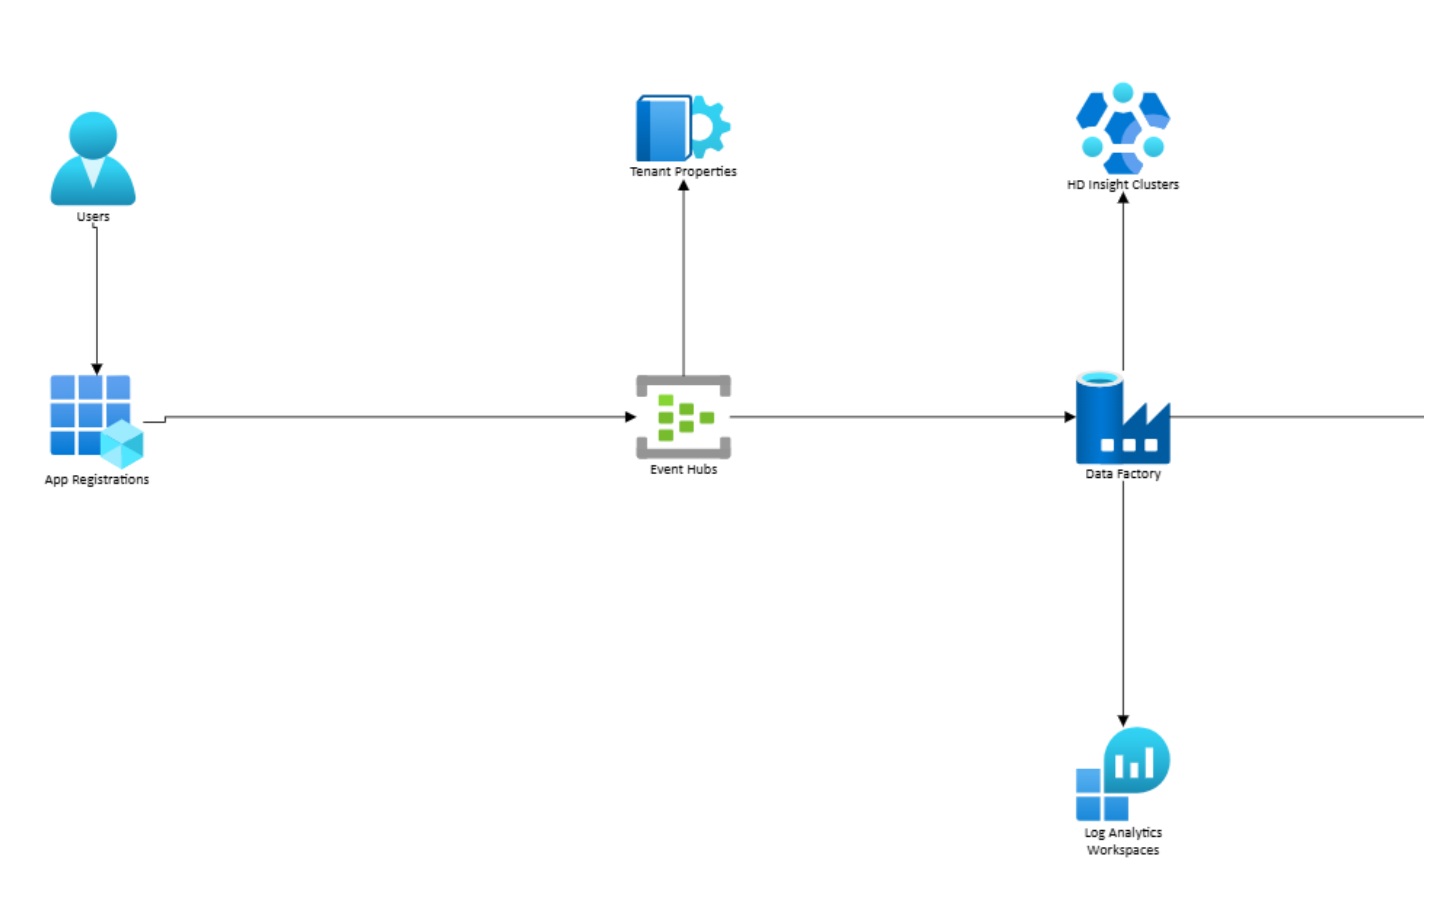 Users
Tenant Properties
HD Insight Clusters
App Registrations
Event Hubs
Data Factory
Log Analytics
Workspaces